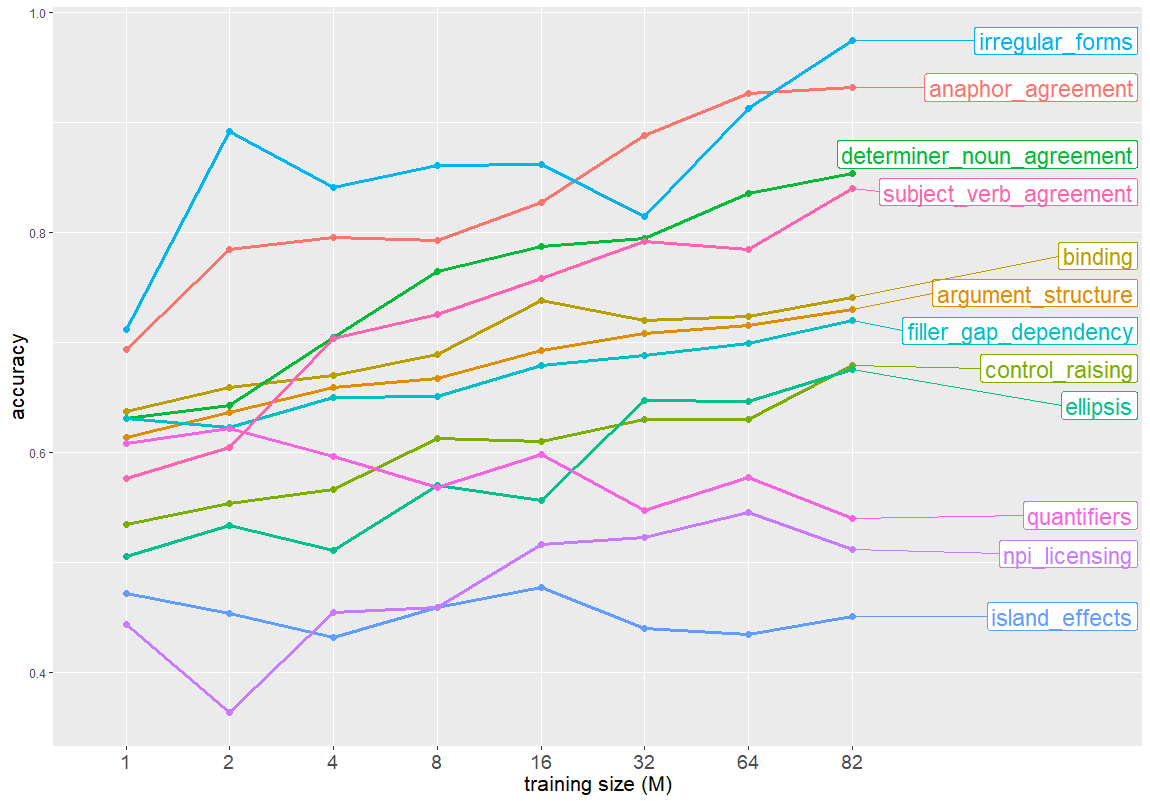 1.0
0.8
0.6
0.4
accuracy
irregular_forms
anaphor_agreement
determiner_noun_agreement
subject_verb_agreement
binding
argument_structure
filler_gap_dependency
control_raising
ellipsis
quantifiers
npi_licensing
island_effects
1 2 4 8 16 32 64 82
training size (M)